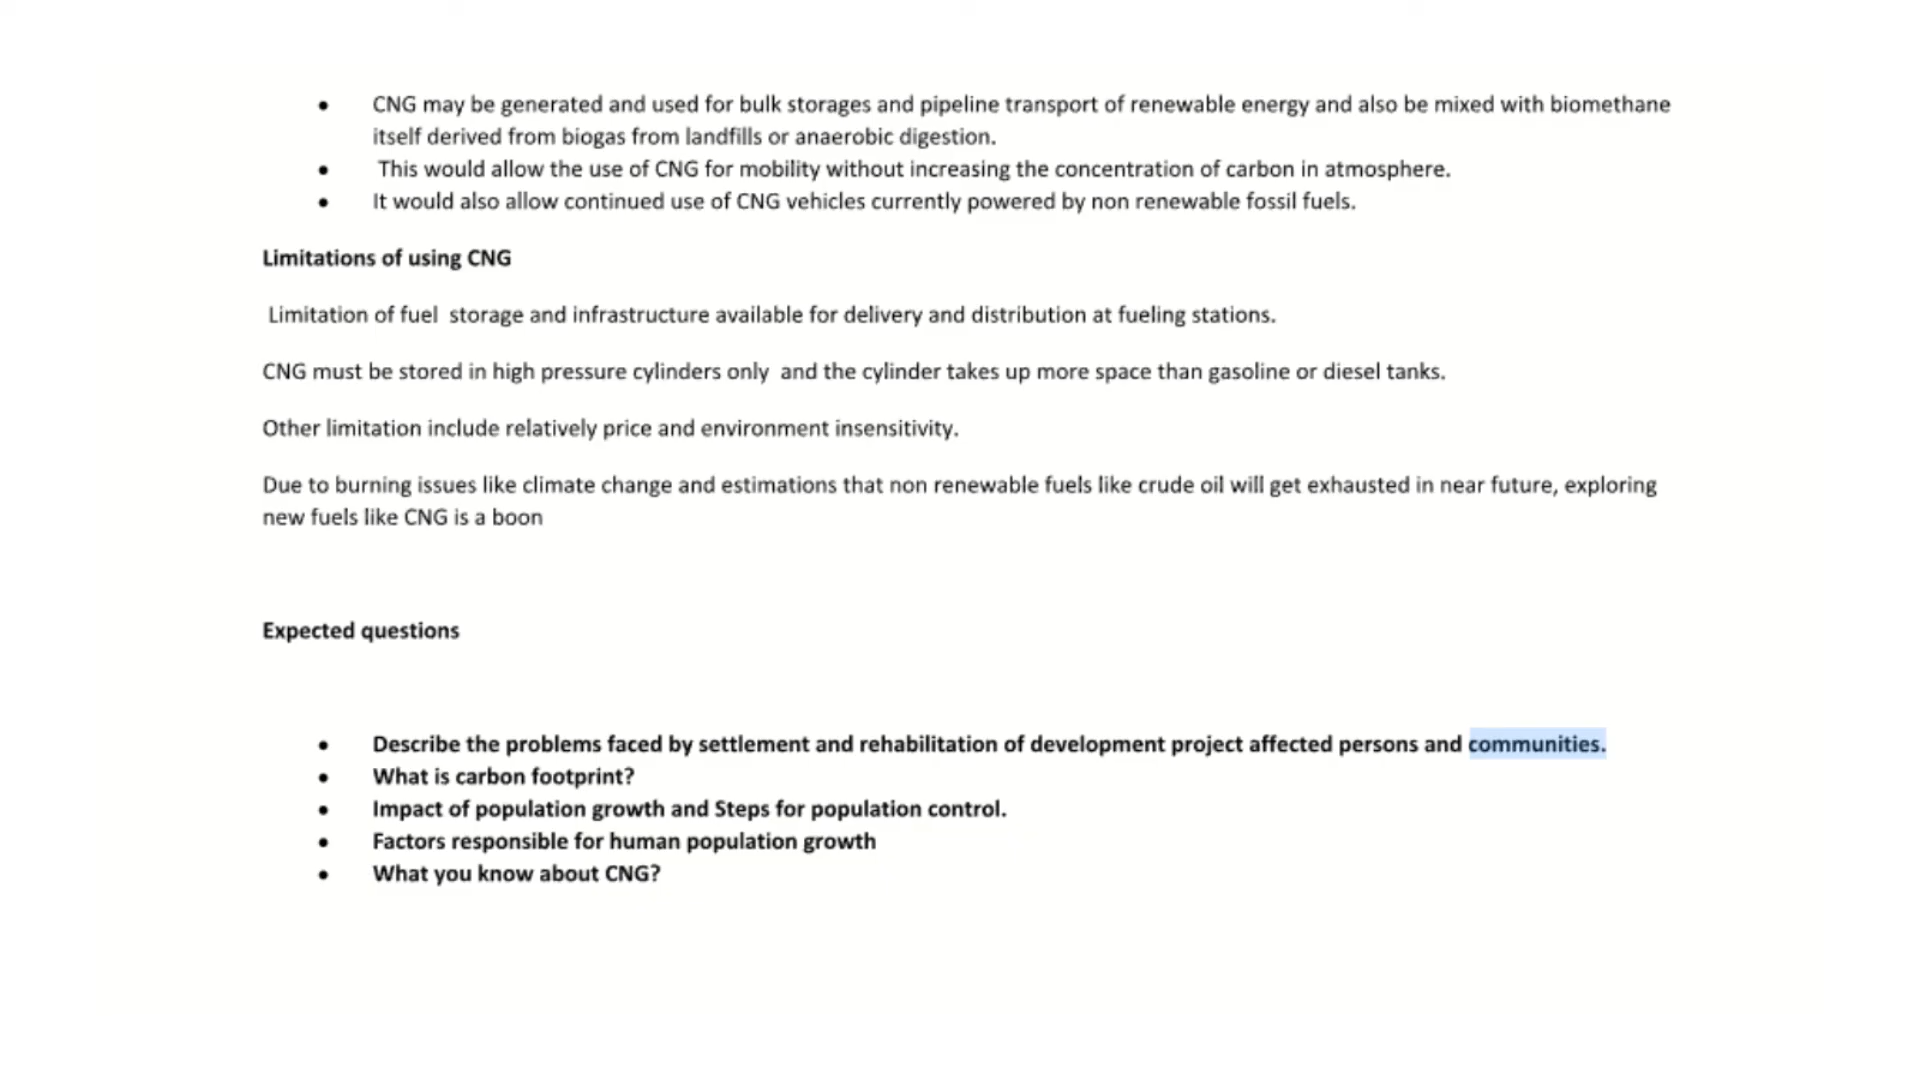 • CNG may be generated and used for bulk storages and pipeline transport of renewable energy and also be mixed with biomethane
itself derived from biogas from landfills or anaerobic digestion.
• This would allow the use of CNG for mobility without increasing the concentration of carbon in atmosphere.
• It would also allow continued use of CNG vehicles currently powered by non renewable fossil fuels.
Limitations of using CNG
Limitation of fuel storage and infrastructure available for delivery and distribution at fueling stations.
CNG must be stored in high pressure cylinders only and the cylinder takes up more space than gasoline or diesel tanks.
Other limitation include relatively price and environment insensitivity.
Due to burning issues like climate change and estimations that non renewable fuels like crude oil will get exhausted in near future, exploring
new fuels like CNG is a boon
Expected questions
• Describe the problems faced by settlement and rehabilitation of development project affected persons and communities.
• What is carbon footprint?
• Impact of population growth and Steps for population control.
• Factors responsible for human population growth
• What you know about CNG?